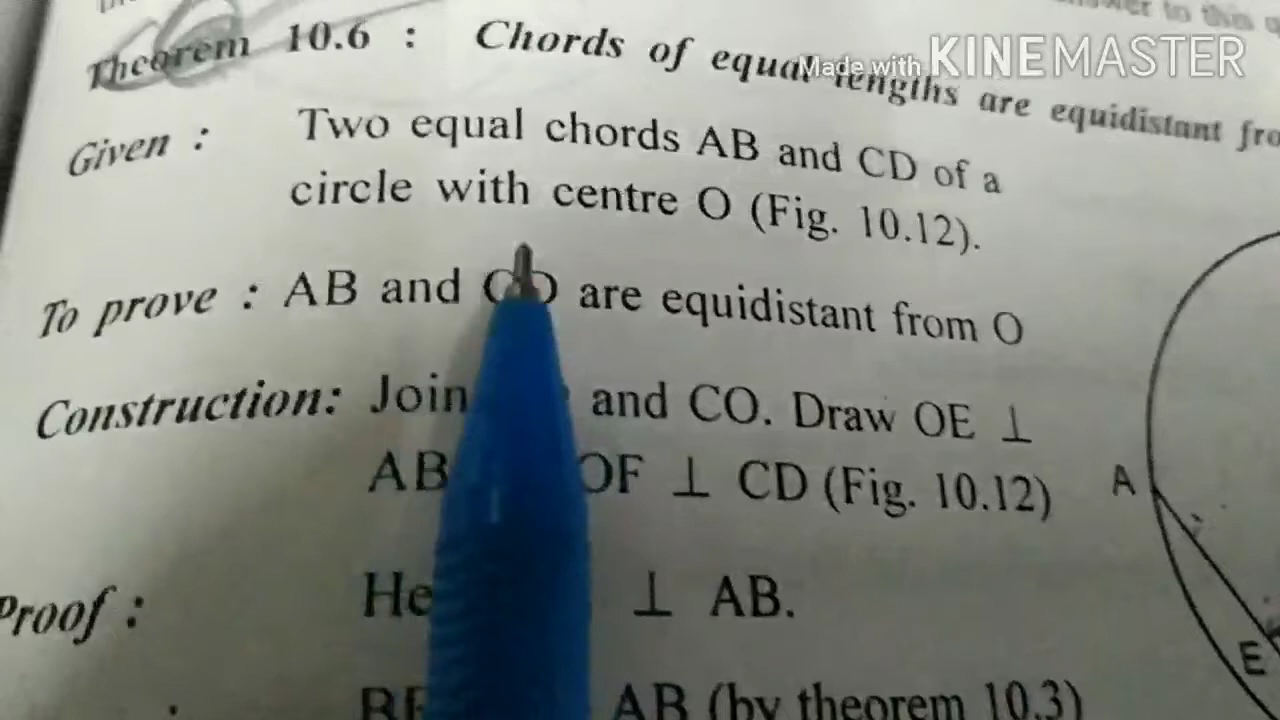 Theorem 10.6 : Chords of equal lengths are equidistant
Made with KINEMASTER
Given : Two equal chords AB and CD of a
circle with centre O (Fig. 10.12).
To prove : AB and CD are equidistant from O
Construction: Join and CO. Draw OE ⊥
AB OF ⊥ CD (Fig. 10.12)
A
Proof : ⊥ AB.
E
AB (by theorem 10.3)